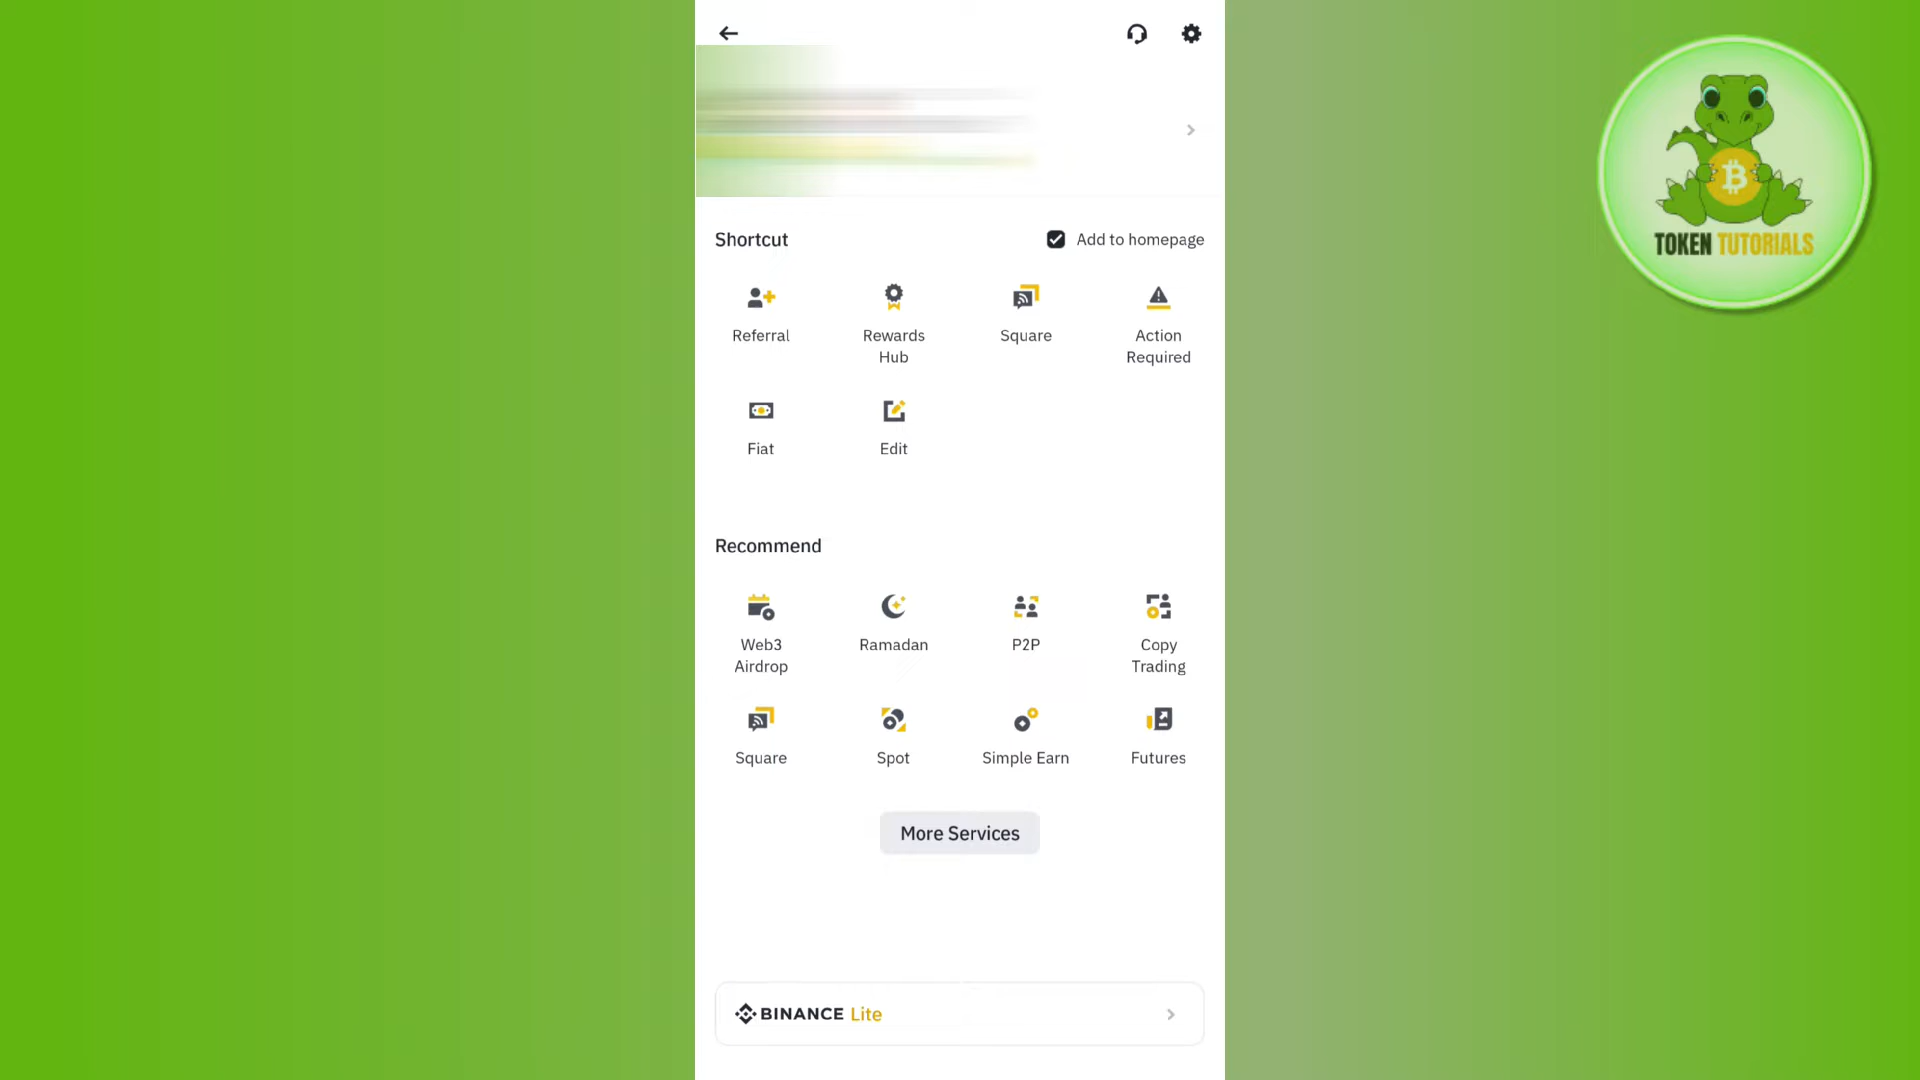 TOKEN TUTORIALS
Shortcut
Add to homepage
Referral
Rewards
Hub
Square
Action
Required
Fiat
Edit
Recommend
Web3
Airdrop
Ramadan
P2P
Copy
Trading
Square
Spot
Simple Earn
Futures
More Services
BINANCE Lite